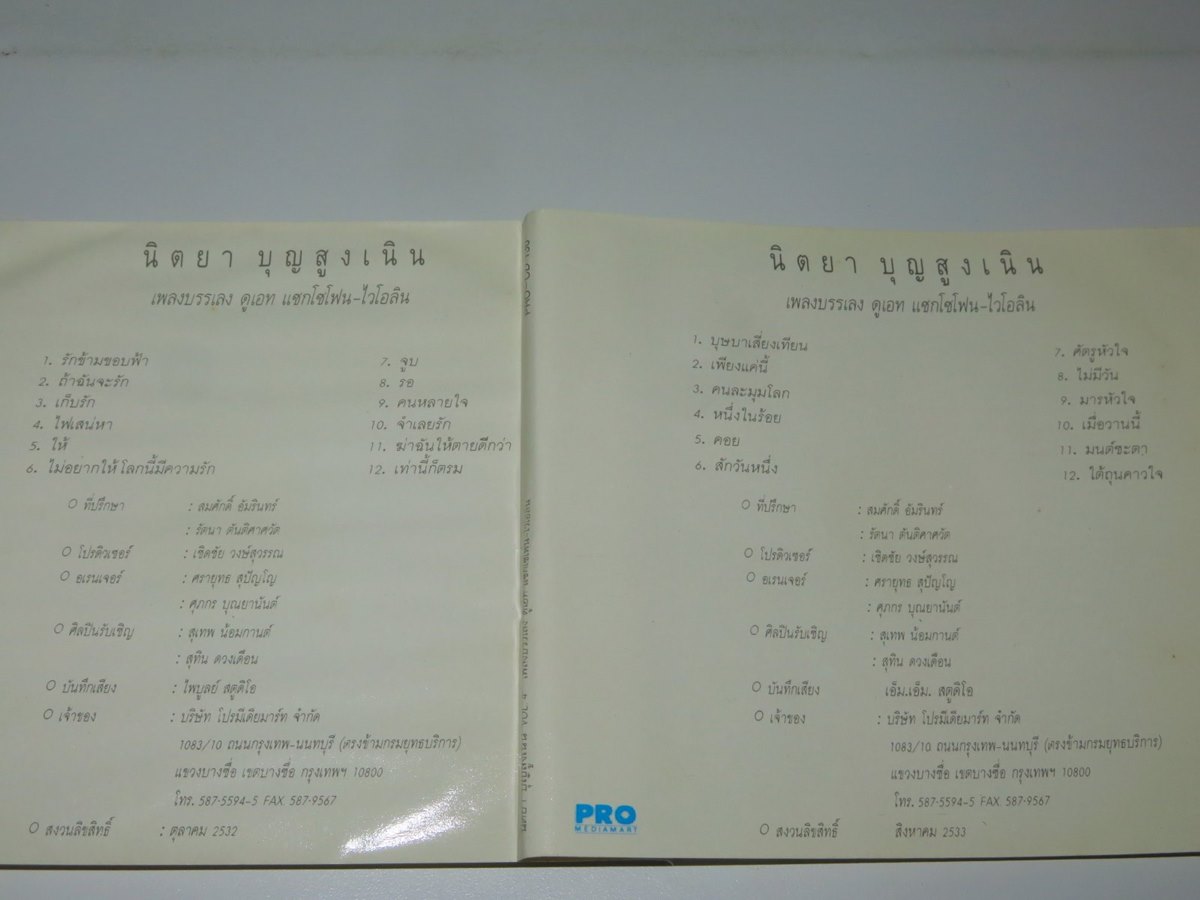 นิตยา บุญสูงเนิน
เพลงบรรเลง ดูเอท แซกโซโฟน-ไวโอลิน
1. รักข้ามขอบฟ้า
2. ถ้าฉันจะรัก
3. เก็บรัก
4. ไฟเสน่หา
5. ให้
6. ไม่อยากให้โลกนี้มีความรัก
7. จูบ
8. รอ
9. คนหลายใจ
10. จำเลยรัก
11. ฆ่าฉันให้ตายดีกว่า
12. เท่านี้ก็ตรม
ที่ปรึกษา : สมศักดิ์ อัมรินทร์
: รัตนา ตันติศาศวัต
โปรดิวเซอร์ : เชิดชัย วงษ์สุวรรณ
อเรนเจอร์ : ศรายุทธ สุปัญโญ
: ศุภกร บุณยานันต์
ศิลปินรับเชิญ : สุเทพ น้อมกานต์
: สุทิน ดวงเดือน
บันทึกเสียง : ไพบูลย์ สตูดิโอ
เจ้าของ : บริษัท โปรมีเดียมาร์ท จำกัด
1083/10 ถนนกรุงเทพ-นนทบุรี (ตรงข้ามกรมยุทธบริการ)
แขวงบางซื่อ เขตบางซื่อ กรุงเทพฯ 10800
โทร. 587-5594-5 FAX 587-9567
สงวนลิขสิทธิ์ : ตุลาคม 2532
นิตยา บุญสูงเนิน
เพลงบรรเลง ดูเอท แซกโซโฟน-ไวโอลิน
1. บุษบาเสี่ยงเทียน
2. เพียงแค่นี้
3. คนละมุมโลก
4. หนึ่งในร้อย
5. คอย
6. สักวันหนึ่ง
7. ศัตรูหัวใจ
8. ไม่มีวัน
9. มารหัวใจ
10. เมื่อวานนี้
11. มนต์ชะตา
12. ใต้ถุนดาวใจ
ที่ปรึกษา : สมศักดิ์ อัมรินทร์
: รัตนา ตันติศาศวัต
โปรดิวเซอร์ : เชิดชัย วงษ์สุวรรณ
อเรนเจอร์ : ศรายุทธ สุปัญโญ
: ศุภกร บุณยานันต์
ศิลปินรับเชิญ : สุเทพ น้อมกานต์
: สุทิน ดวงเดือน
บันทึกเสียง เอ็ม.เอ็ม. สตูดิโอ
เจ้าของ : บริษัท โปรมีเดียมาร์ท จำกัด
1083/10 ถนนกรุงเทพ-นนทบุรี (ตรงข้ามกรมยุทธบริการ)
แขวงบางซื่อ เขตบางซื่อ กรุงเทพฯ 10800
โทร. 587-5594-5 FAX 587-9567
สงวนลิขสิทธิ์ สิงหาคม 2533
PRO
MEDIAMART